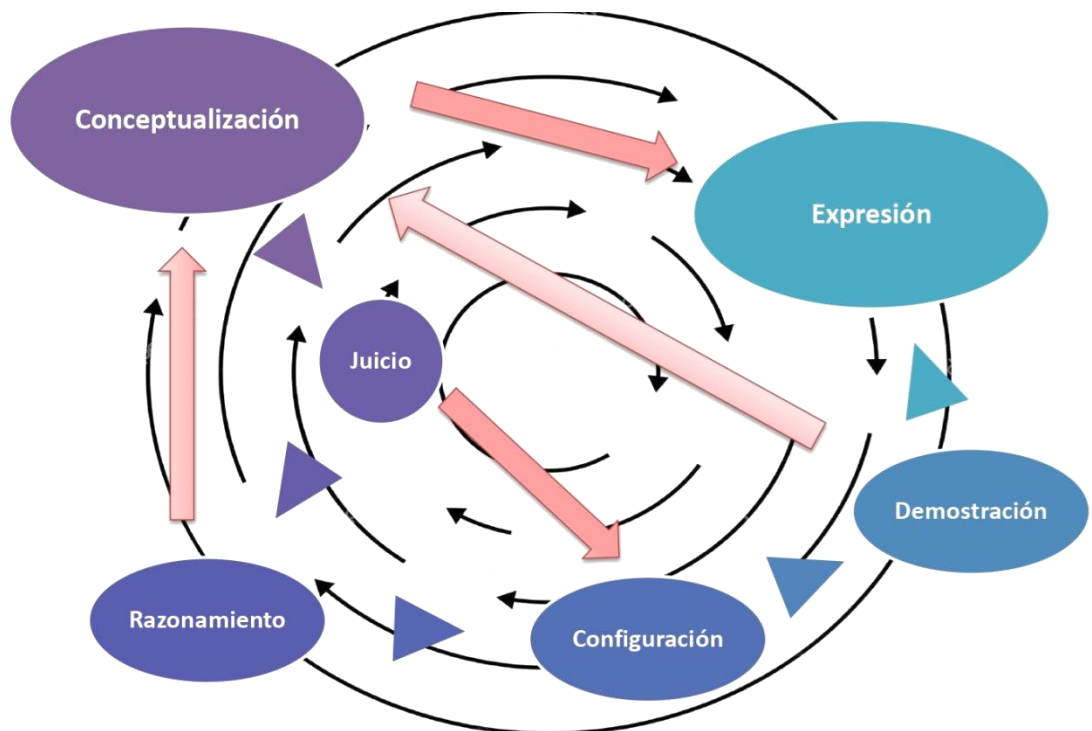 Conceptualización
Expresión
Juicio
Demostración
Razonamiento
Configuración